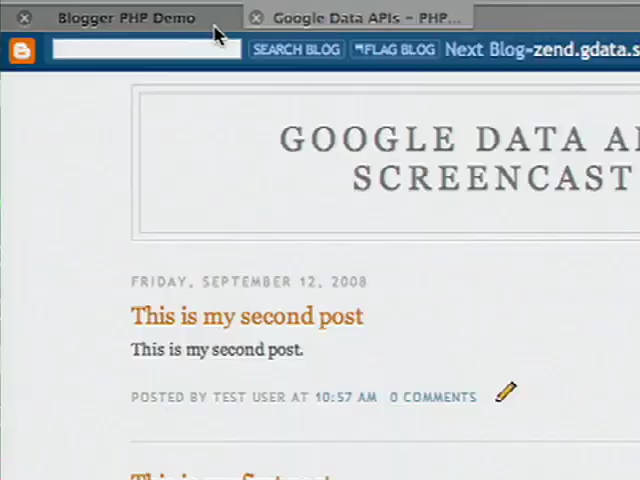 Blogger PHP Demo
Google Data APIs - PHP...
SEARCH BLOG
FLAG BLOG
Next Blog»
zend.gdata.s
GOOGLE DATA A
SCREENCAST
FRIDAY, SEPTEMBER 12, 2008
This is my second post
This is my second post.
POSTED BY TEST USER AT 10:57 AM 0 COMMENTS